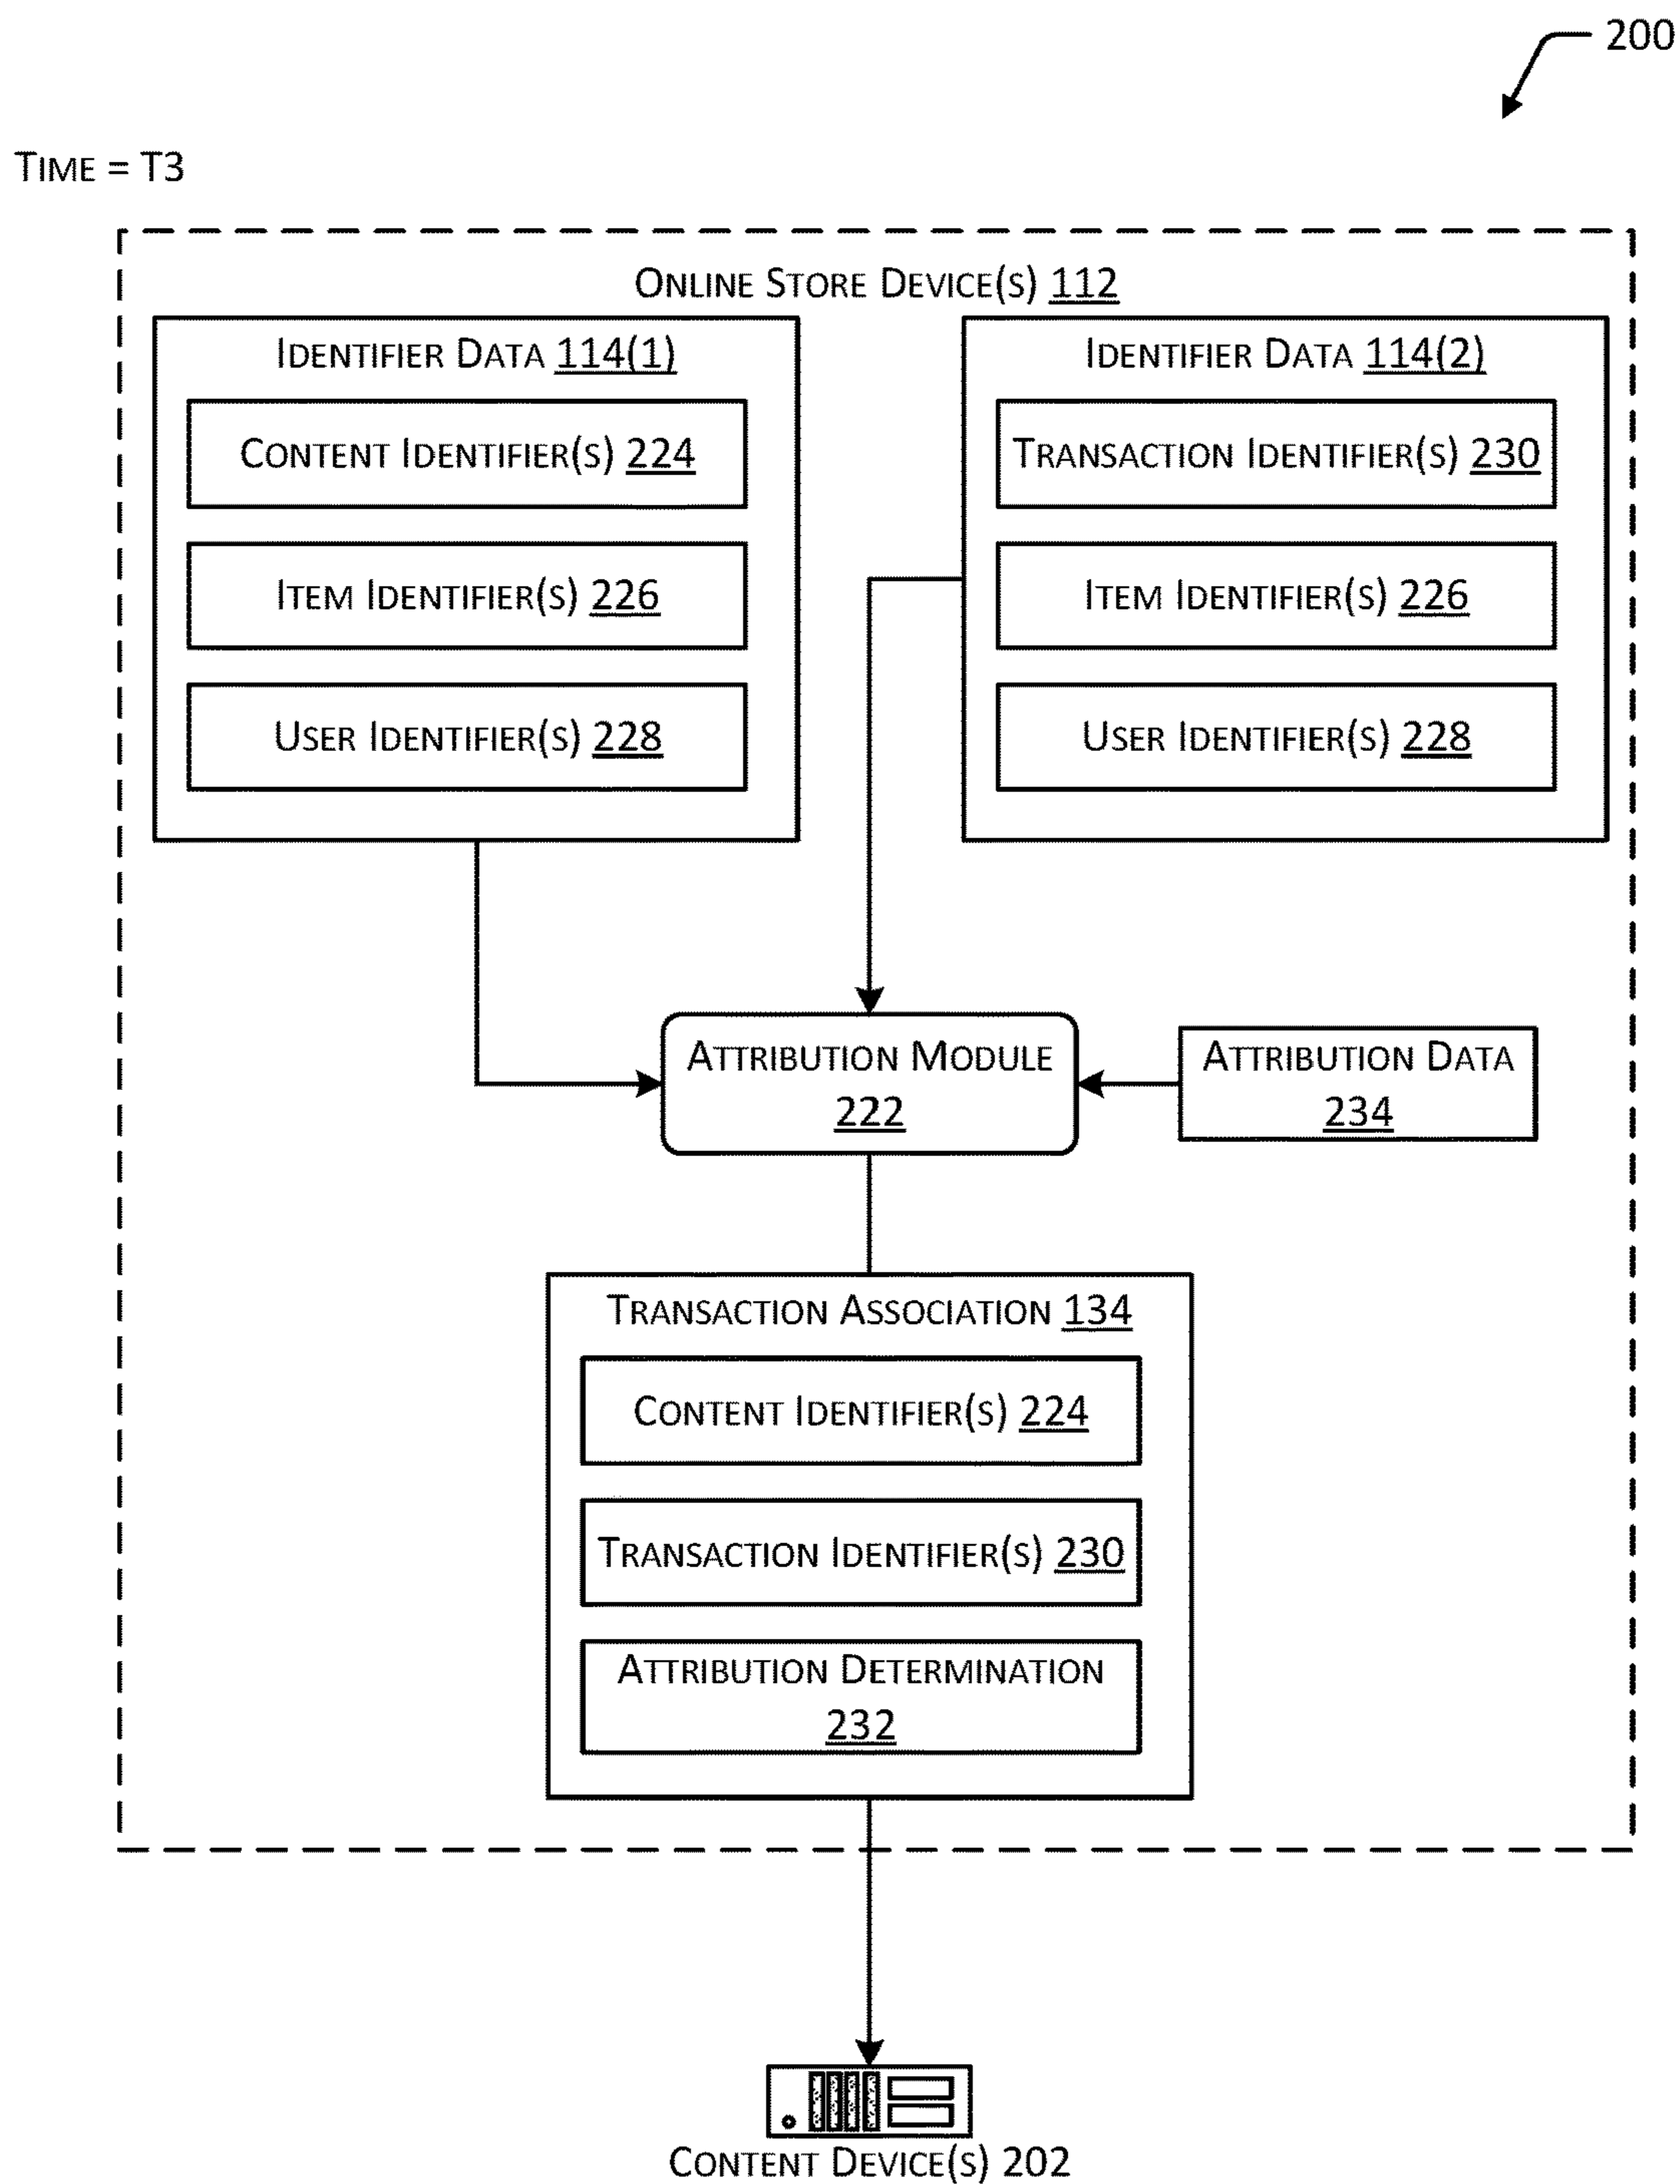 200
TIME = T3
ONLINE STORE DEVICE(S) 112
IDENTIFIER DATA 114(1)
CONTENT IDENTIFIER(S) 224
ITEM IDENTIFIER(S) 226
USER IDENTIFIER(S) 228
IDENTIFIER DATA 114(2)
TRANSACTION IDENTIFIER(S) 230
ITEM IDENTIFIER(S) 226
USER IDENTIFIER(S) 228
ATTRIBUTION MODULE
222
ATTRIBUTION DATA
234
TRANSACTION ASSOCIATION 134
CONTENT IDENTIFIER(S) 224
TRANSACTION IDENTIFIER(S) 230
ATTRIBUTION DETERMINATION
232
CONTENT DEVICE(S) 202